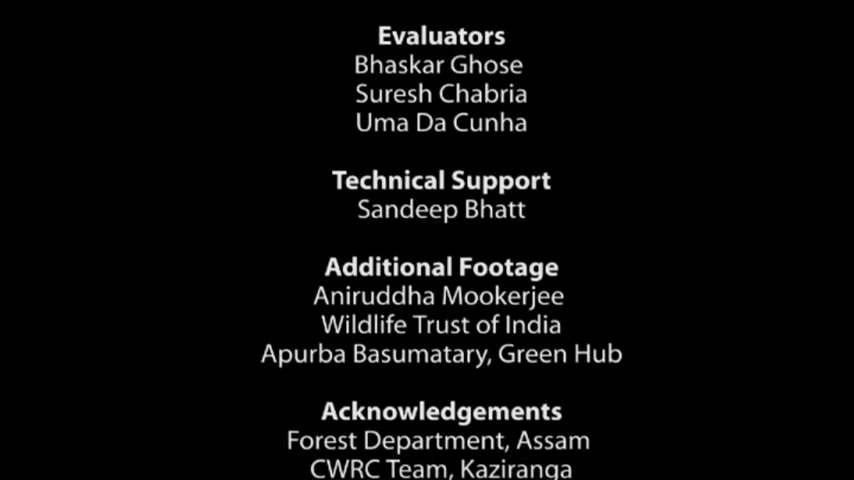 Evaluators
Bhaskar Ghose
Suresh Chabria
Uma Da Cunha
Technical Support
Sandeep Bhatt
Additional Footage
Aniruddha Mookerjee
Wildlife Trust of India
Apurba Basumatary, Green Hub
Acknowledgements
Forest Department, Assam
CWRC Team, Kaziranga